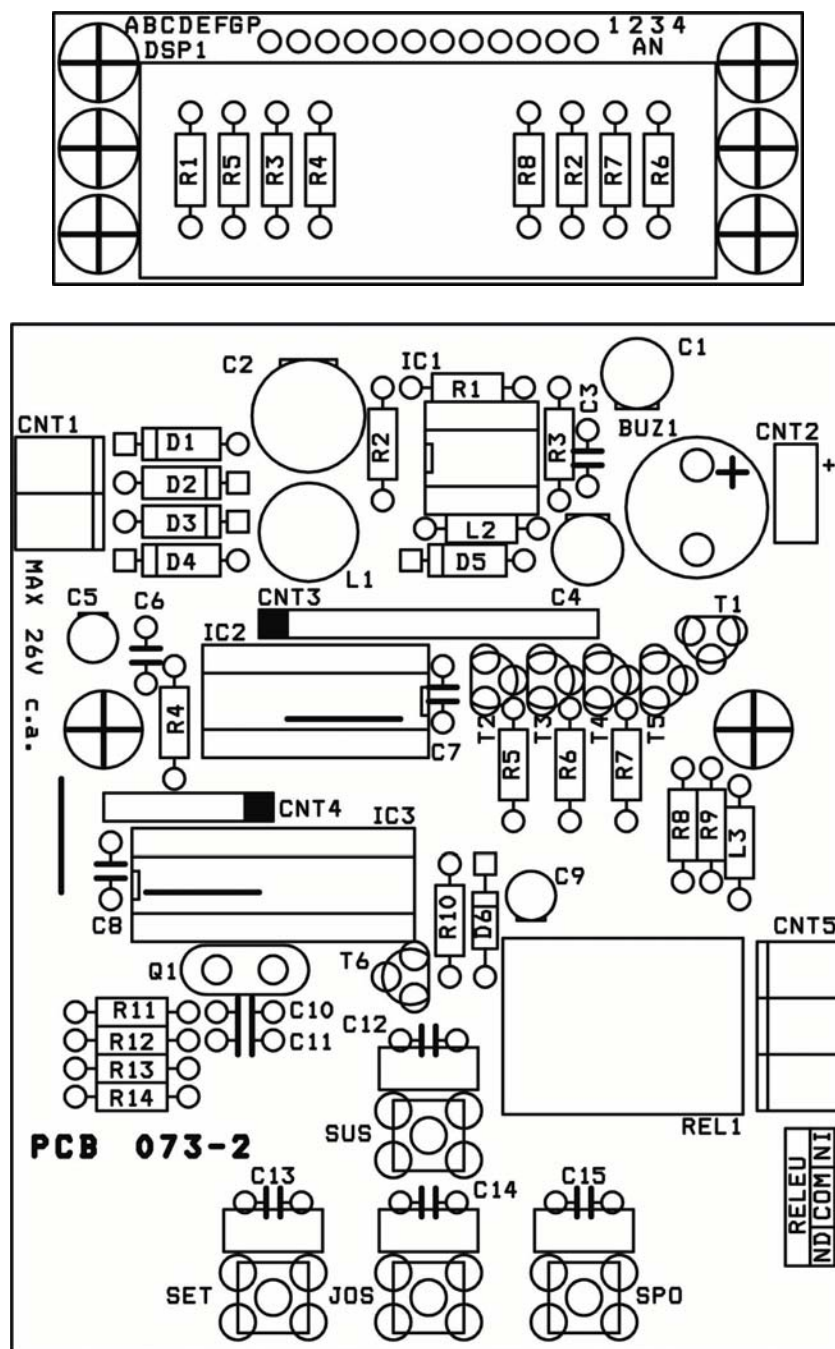 ABCDEFGP 1234
DSP1 AN
R1 R5 R3 R4 R8 R2 R7 R6
C2 IC1 C1
R1
CNT1 C3
BUZ1 CNT2
D1 R2 R3 +
D2
D3 L2
D4 D5
L1
MAX 26V c.a.
C5 C6 CNT3 C4 T1
IC2
R4 T2 T3 T4 T5
C7
R5 R6 R7
CNT4 IC3
R8 R9 L3
C8 R10 D6 C9
CNT5
Q1 T6
R11 C10
C12
R12 C11
R13
R14
REL1
PCB 073-2 SUS
RELEU
ND COM NI
C13 C14 C15
SET JOS SPO